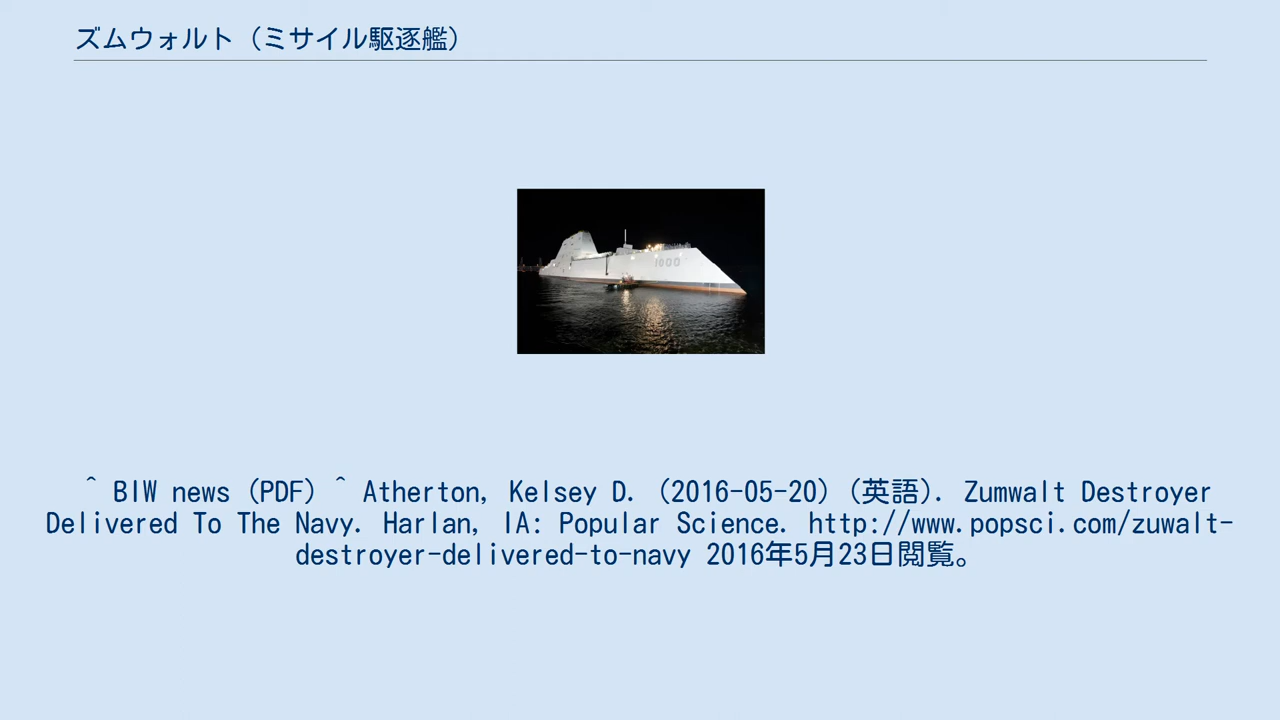 ズムウォルト（ミサイル駆逐艦）
1000
^ BIW news (PDF) ^ Atherton, Kelsey D. (2016-05-20) (英語). Zumwalt Destroyer
Delivered To The Navy. Harlan, IA: Popular Science. http://www.popsci.com/zuwalt-
destroyer-delivered-to-navy 2016年5月23日閲覧。